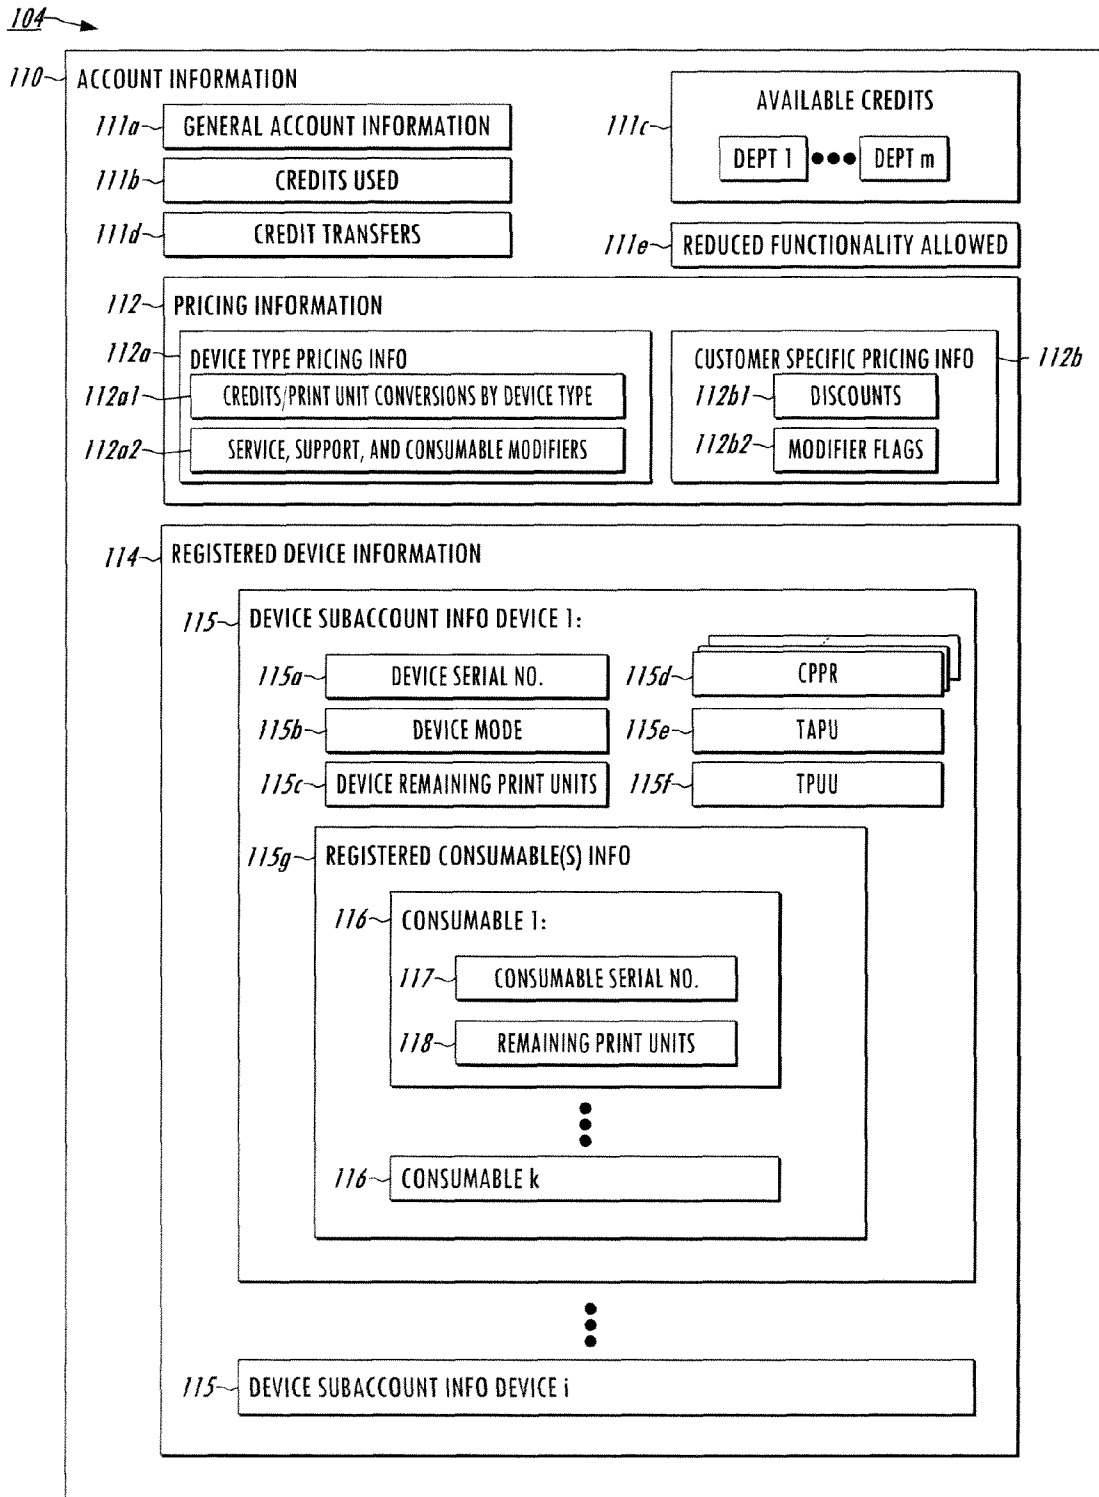 104
110 ACCOUNT INFORMATION
111a GENERAL ACCOUNT INFORMATION
111b CREDITS USED
111d CREDIT TRANSFERS
111c AVAILABLE CREDITS
DEPT 1 ●●● DEPT m
111e REDUCED FUNCTIONALITY ALLOWED
112 PRICING INFORMATION
112a DEVICE TYPE PRICING INFO
112a1 CREDITS/PRINT UNIT CONVERSIONS BY DEVICE TYPE
112a2 SERVICE, SUPPORT, AND CONSUMABLE MODIFIERS
CUSTOMER SPECIFIC PRICING INFO 112b
112b1 DISCOUNTS
112b2 MODIFIER FLAGS
114 REGISTERED DEVICE INFORMATION
115 DEVICE SUBACCOUNT INFO DEVICE 1:
115a DEVICE SERIAL NO.
115b DEVICE MODE
115c DEVICE REMAINING PRINT UNITS
115d CPPR
115e TAPU
115f TPUU
115g REGISTERED CONSUMABLE(S) INFO
116 CONSUMABLE 1:
117 CONSUMABLE SERIAL NO.
118 REMAINING PRINT UNITS
116 CONSUMABLE k
115 DEVICE SUBACCOUNT INFO DEVICE i